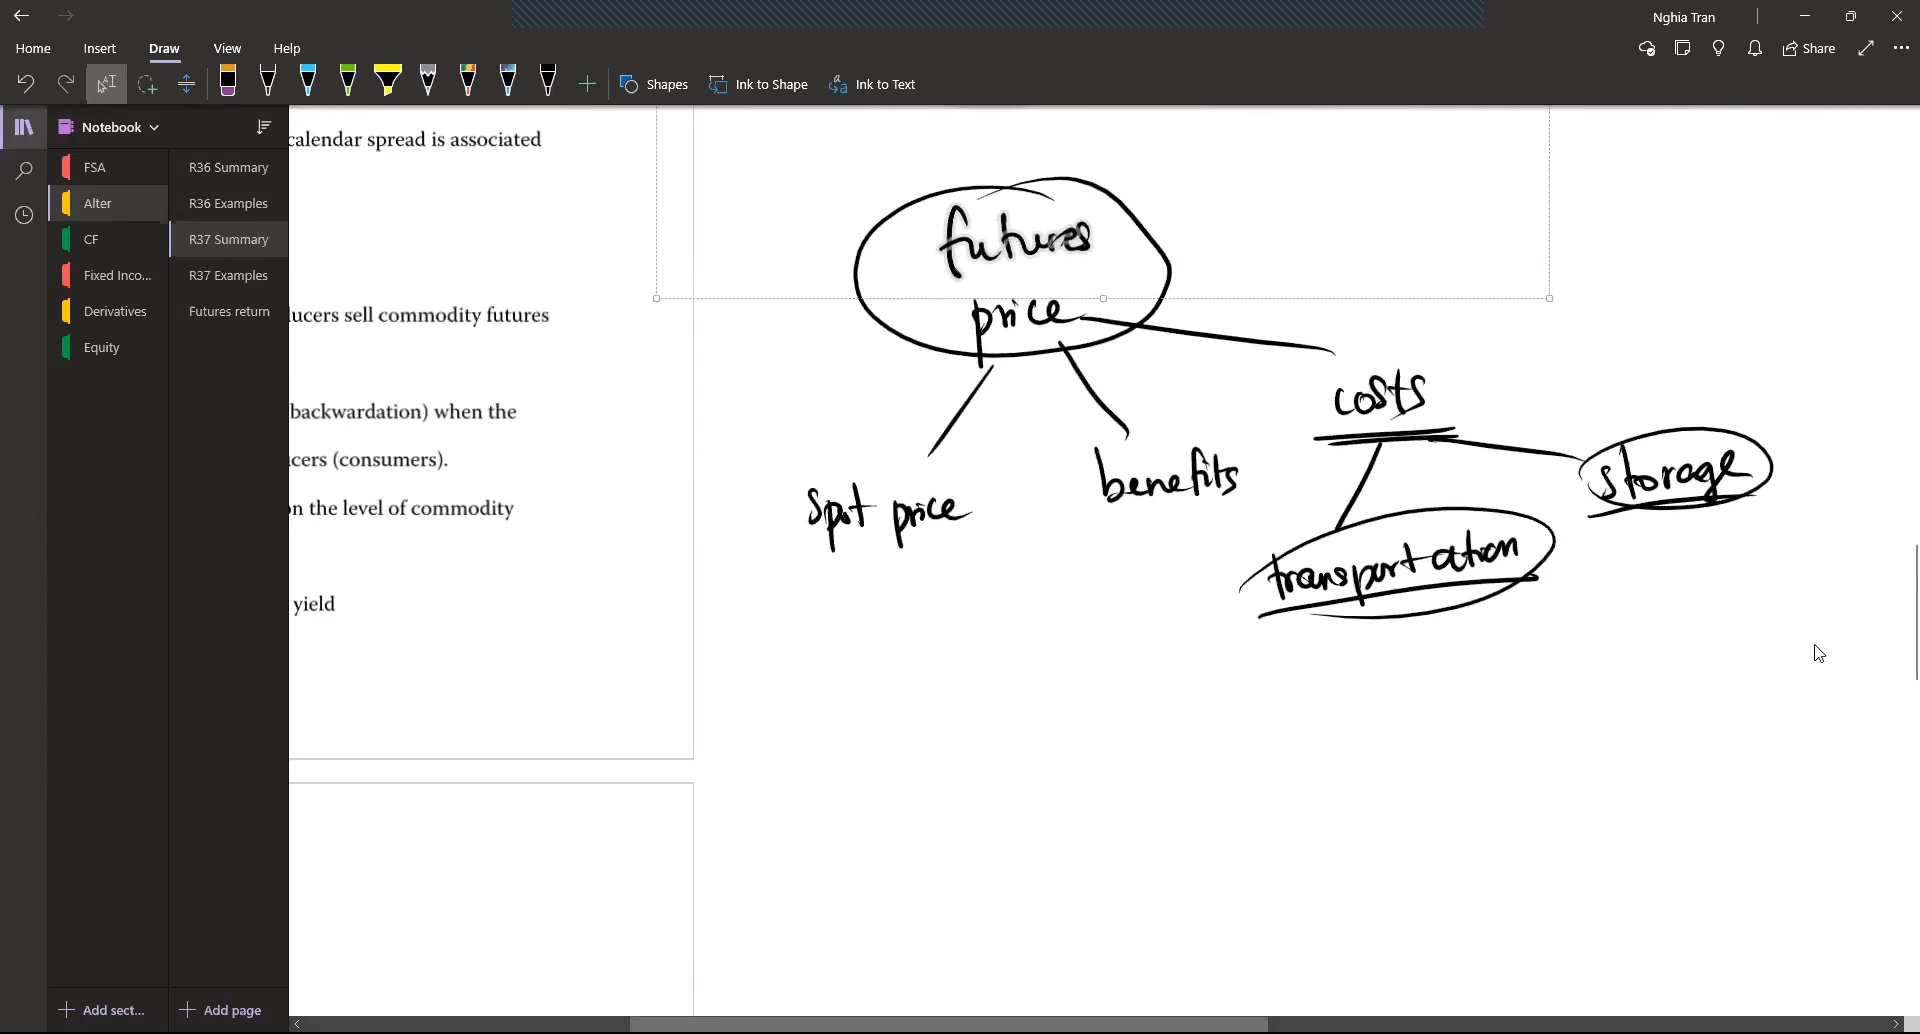 Nghia Tran
Home Insert Draw View Help
Share
Shapes Ink to Shape Ink to Text
Notebook
FSA
Alter
CF
Fixed Inco...
Derivatives
Equity
R36 Summary
R36 Examples
R37 Summary
R37 Examples
Futures return
calendar spread is associated
ucers sell commodity futures
backwardation) when the
cers (consumers).
n the level of commodity
yield
futures
price
costs
storage
benefits
spot price
transportation
Add sect...
Add page